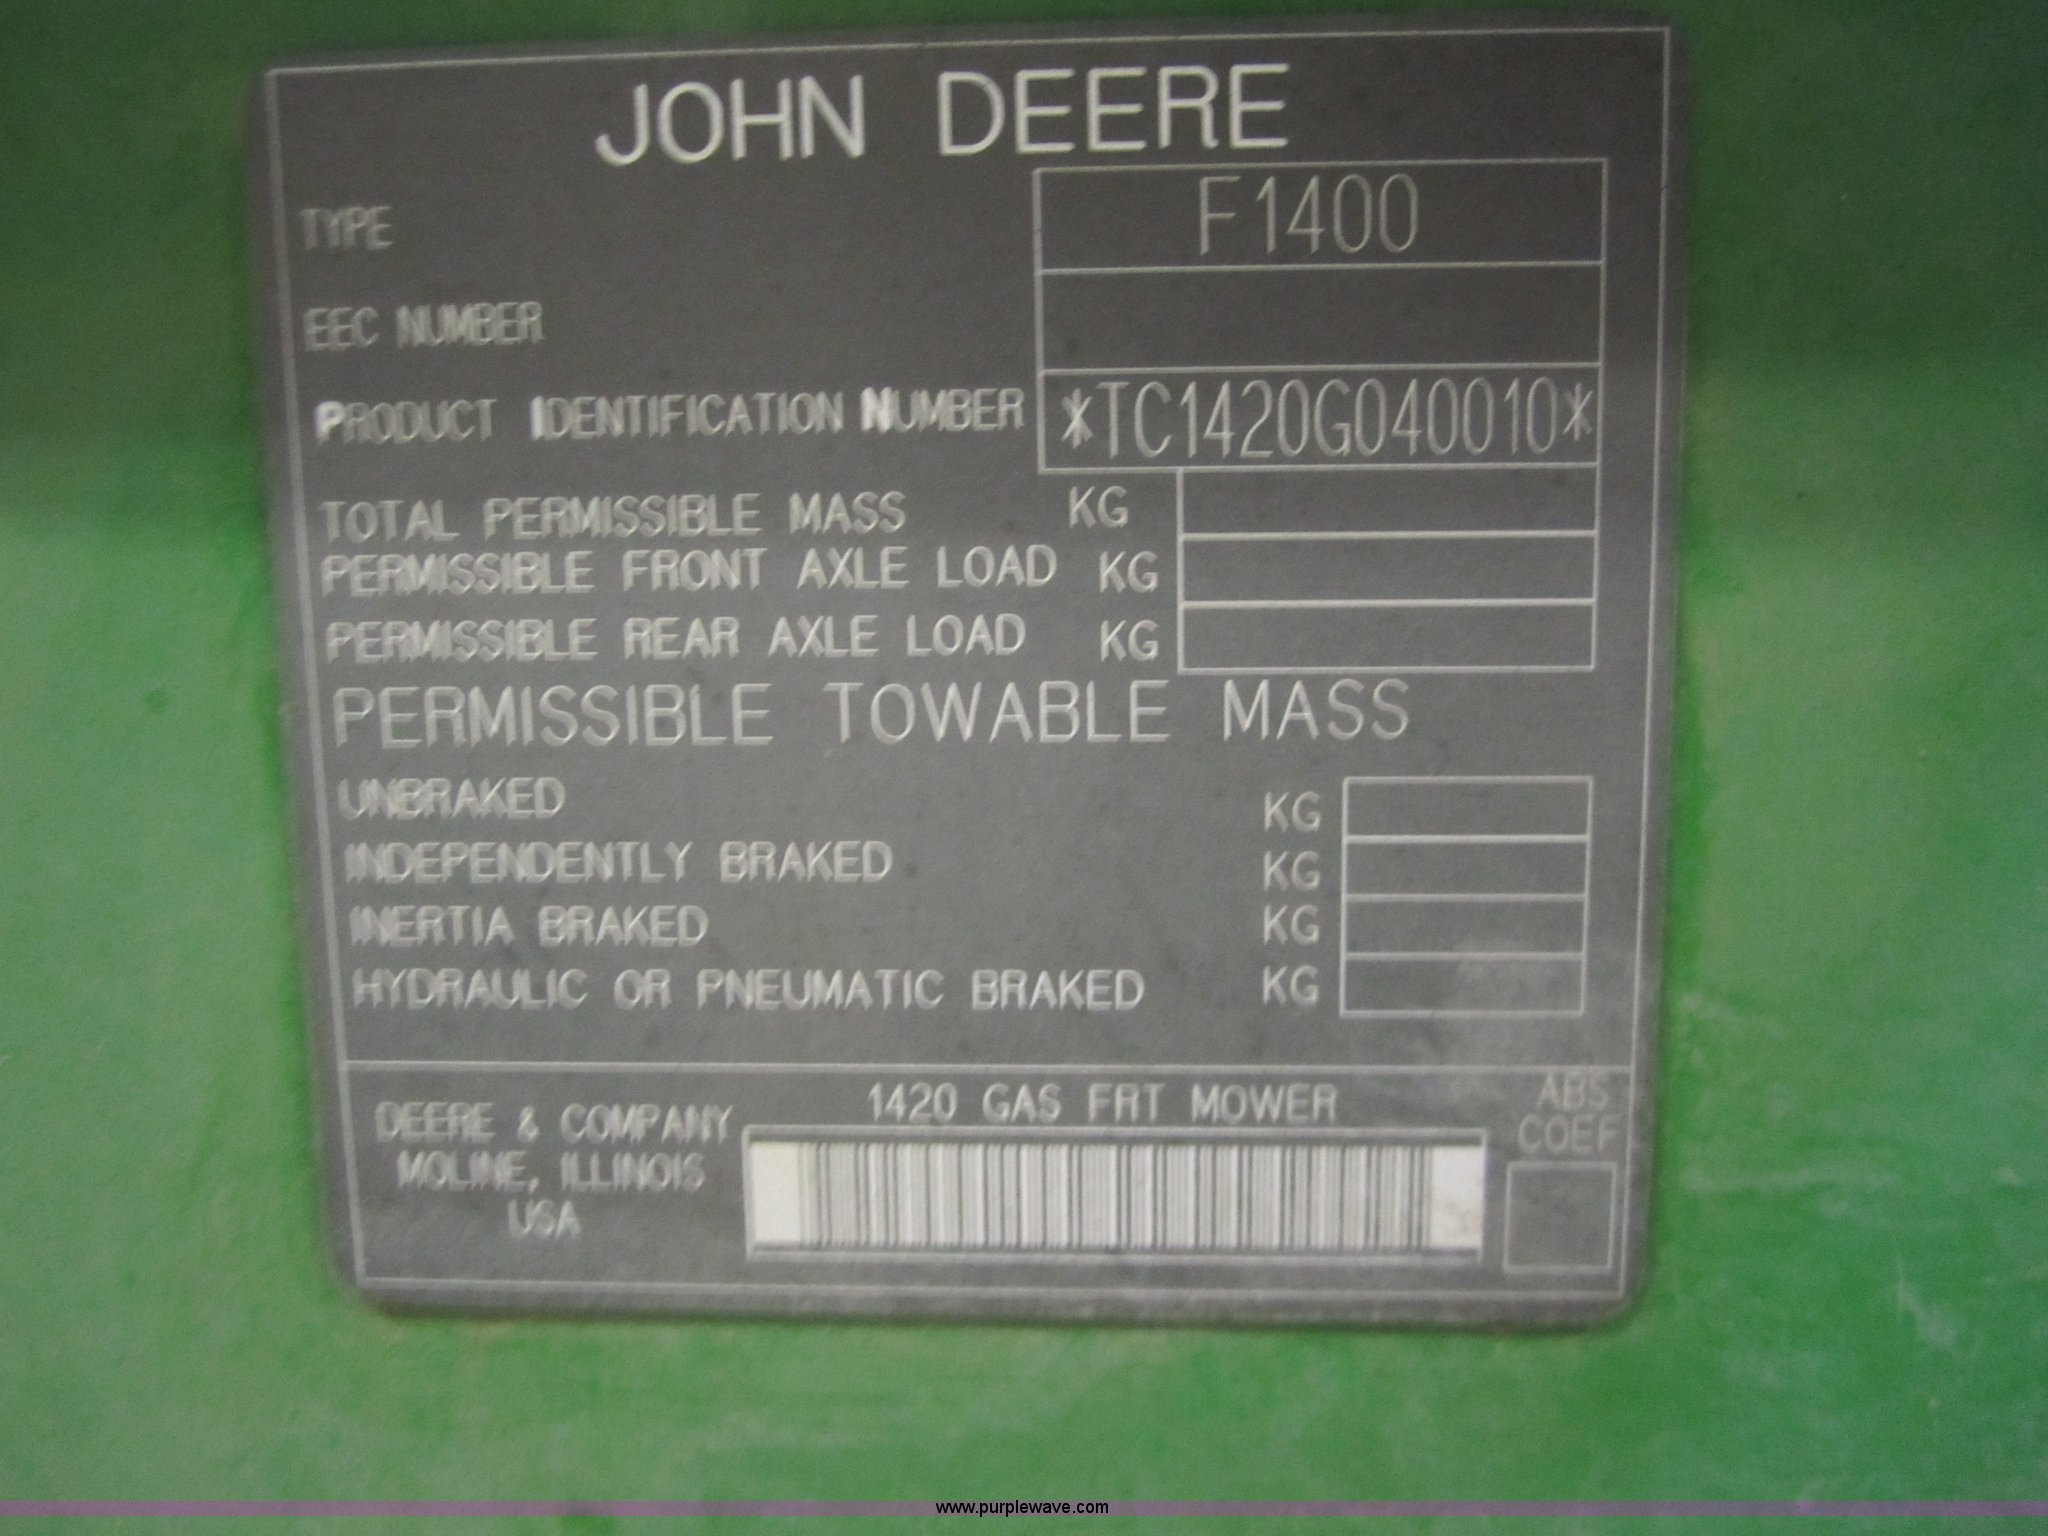 JOHN DEERE
TYPE F1400
EEC NUMBER
PRODUCT IDENTIFICATION NUMBER *TC1420G040010*
TOTAL PERMISSIBLE MASS KG
PERMISSIBLE FRONT AXLE LOAD KG
PERMISSIBLE REAR AXLE LOAD KG
PERMISSIBLE TOWABLE MASS
UNBRAKED KG
INDEPENDENTLY BRAKED KG
INERTIA BRAKED KG
HYDRAULIC OR PNEUMATIC BRAKED KG
DEERE & COMPANY
MOLINE, ILLINOIS
USA
1420 GAS FRT MOWER
ABS
COEF
www.purplewave.com